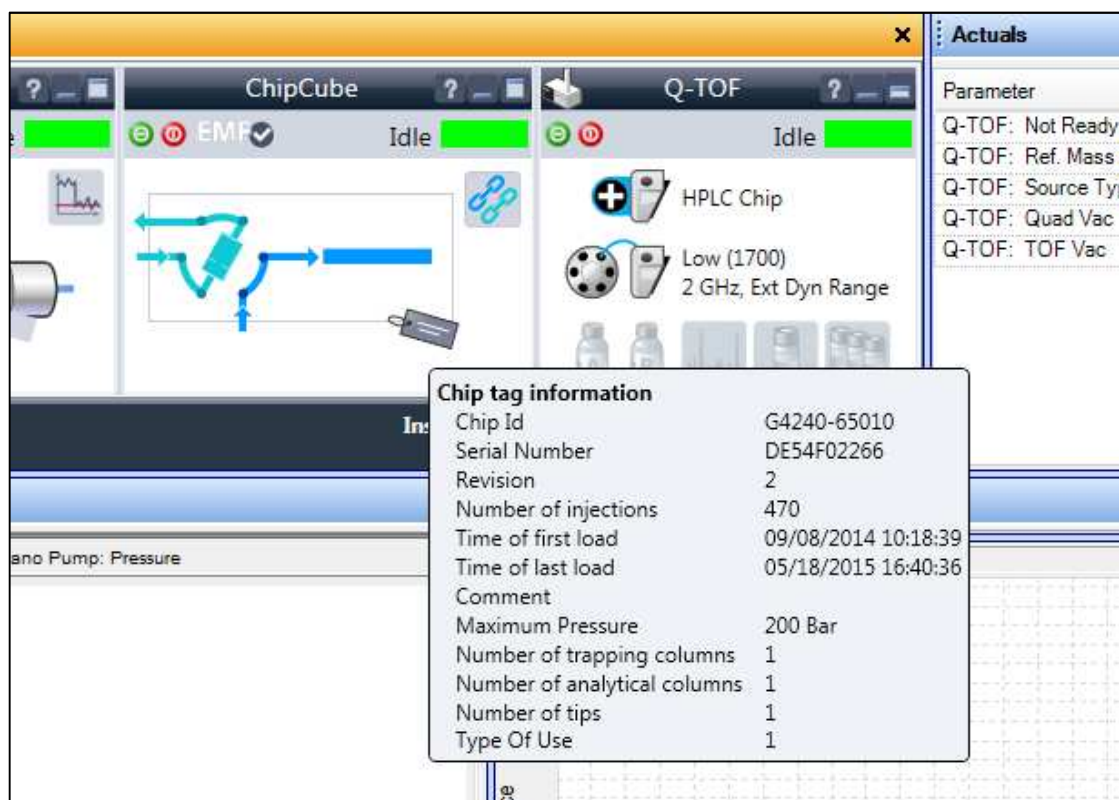 Actuals
? ChipCube ? Q-TOF ?
Parameter
EMF Idle Idle
Q-TOF: Not Ready
Q-TOF: Ref. Mass
Q-TOF: Source Ty
Q-TOF: Quad Vac
Q-TOF: TOF Vac
HPLC Chip
Low (1700)
2 GHz, Ext Dyn Range
A B
Chip tag information
Chip Id G4240-65010
Serial Number DE54F02266
Revision 2
Number of injections 470
Time of first load 09/08/2014 10:18:39
Time of last load 05/18/2015 16:40:36
Comment
Maximum Pressure 200 Bar
Number of trapping columns 1
Number of analytical columns 1
Number of tips 1
Type Of Use 1
Ins
ano Pump: Pressure